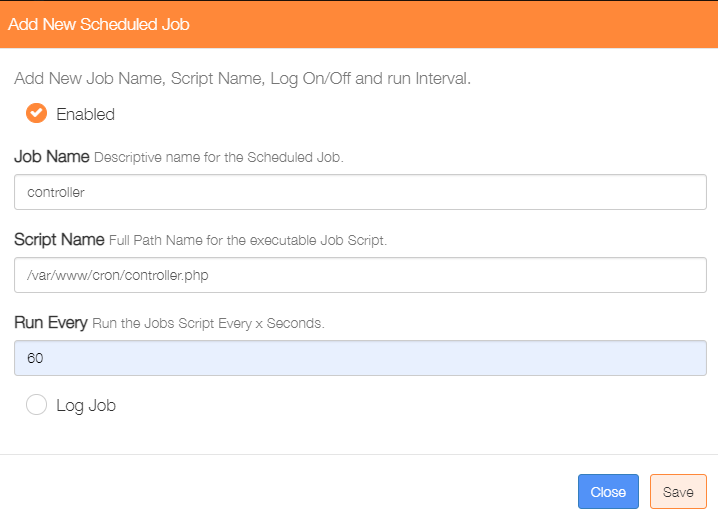 Add New Scheduled Job
Add New Job Name, Script Name, Log On/Off and run Interval.
Enabled
Job Name Descriptive name for the Scheduled Job.
controller
Script Name Full Path Name for the executable Job Script.
/var/www/cron/controller.php
Run Every Run the Jobs Script Every x Seconds.
60
Log Job
Close Save